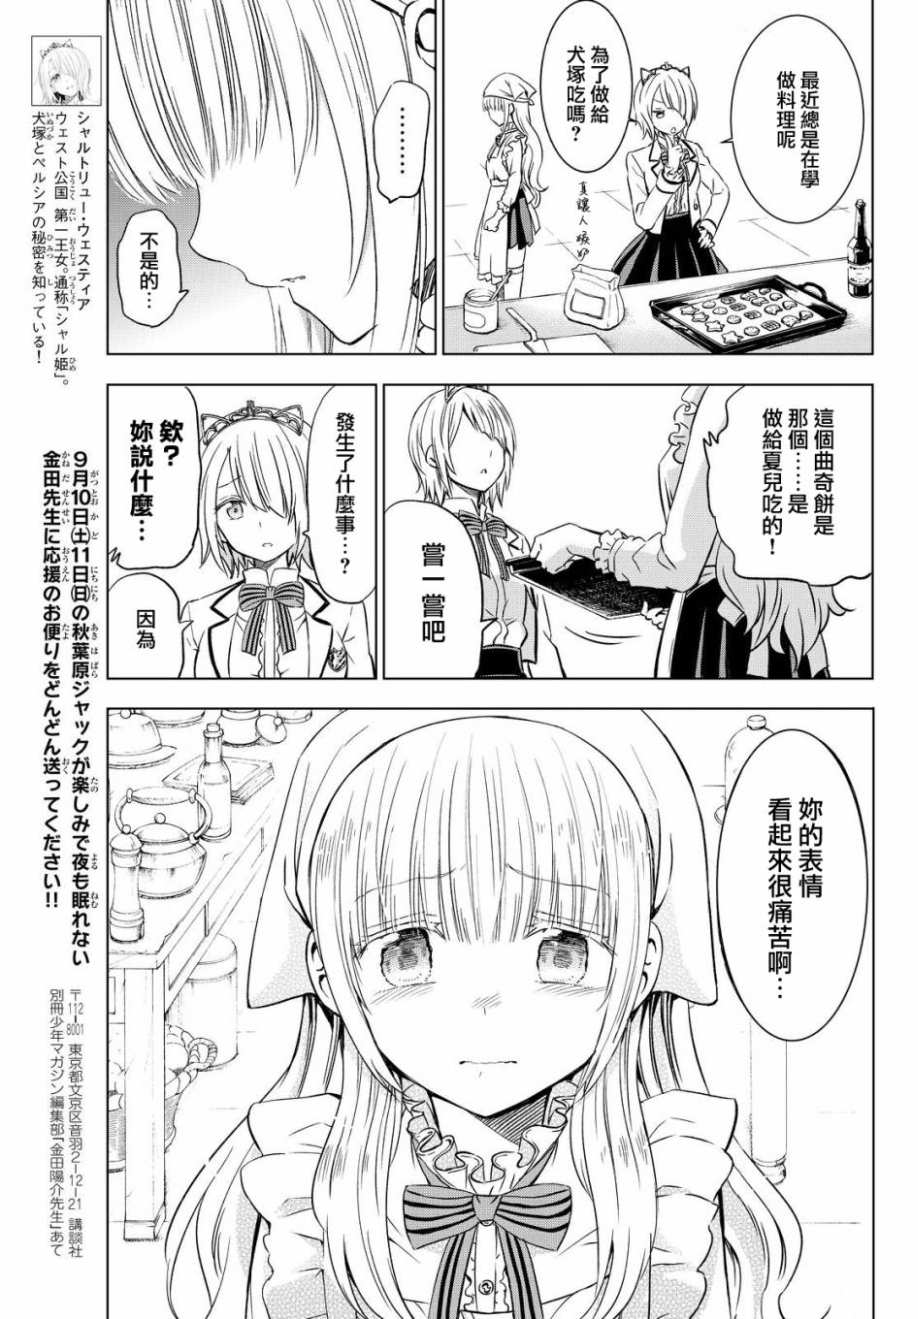 最近總是在學
做料理呢
為了做給
犬塚吃嗎？
真讓人嫉妒
………
不是的…
這個曲奇餅是
那個……是
做給夏兒吃的！
嘗一嘗吧
發生了什麼事？
欸？
妳說什麼…
因為
妳的表情
看起來很痛苦啊…
シャルトリュー・ウェスティア
ウェスト公国 第一王女。通称「シャル姫」。
犬塚とペルシアの秘密を知っている！
9月10日㈯11日㈰の秋葉原ジャックが楽しみで夜も眠れない
金田先生に応援のお便りをどんどん送ってください!!
〒112-8001 東京都文京区音羽2-12-21 講談社
別冊少年マガジン編集部「金田陽介先生」あて